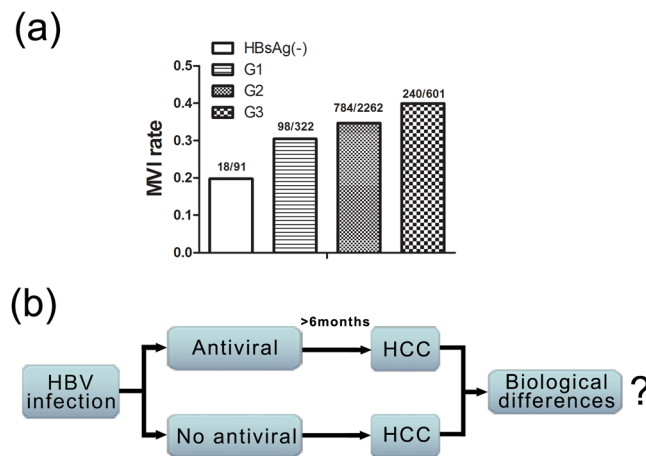 (a)
HBsAg(-)
G1
G2
G3
MVI rate
0.5
0.4
0.3
0.2
0.1
0.0
18/91
98/322
784/2262
240/601
(b)
HBV
infection
Antiviral
>6months
HCC
No antiviral
HCC
Biological
differences
?